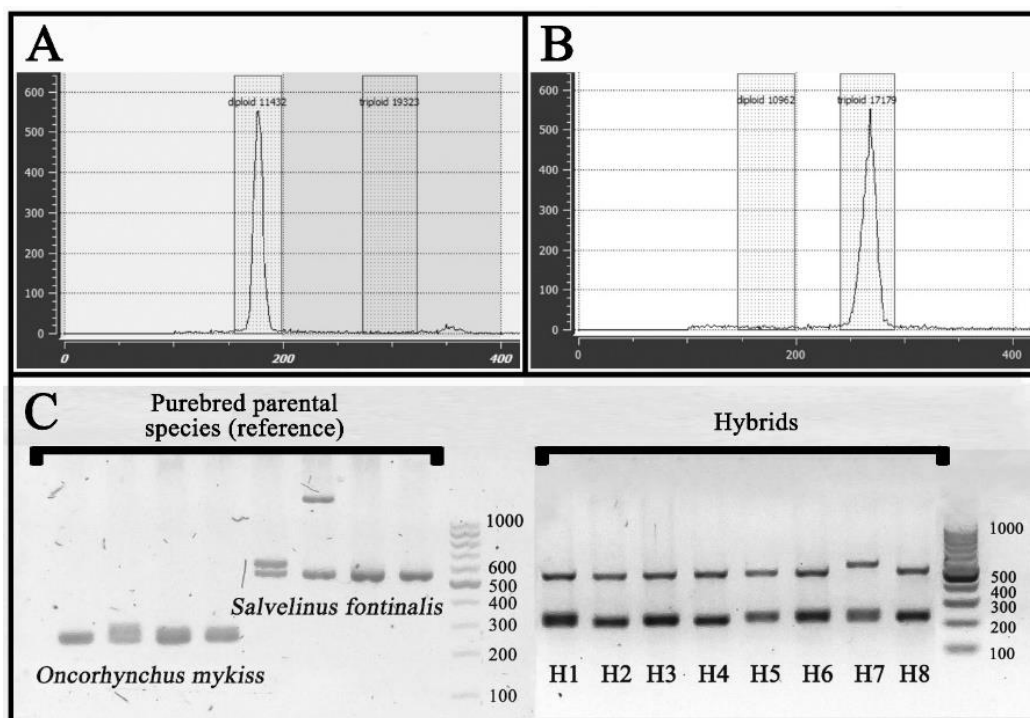 A
600
500
400
300
200
100
0
diploid 11432
triploid 19323
0
200
400
B
600
500
400
300
200
100
0
diploid 10962
triploid 17179
0
200
400
C
Purebred parental
species (reference)
Hybrids
1000
600
500
400
300
200
100
Salvelinus fontinalis
Oncorhynchus mykiss
1000
500
400
300
200
100
H1 H2 H3 H4 H5 H6 H7 H8